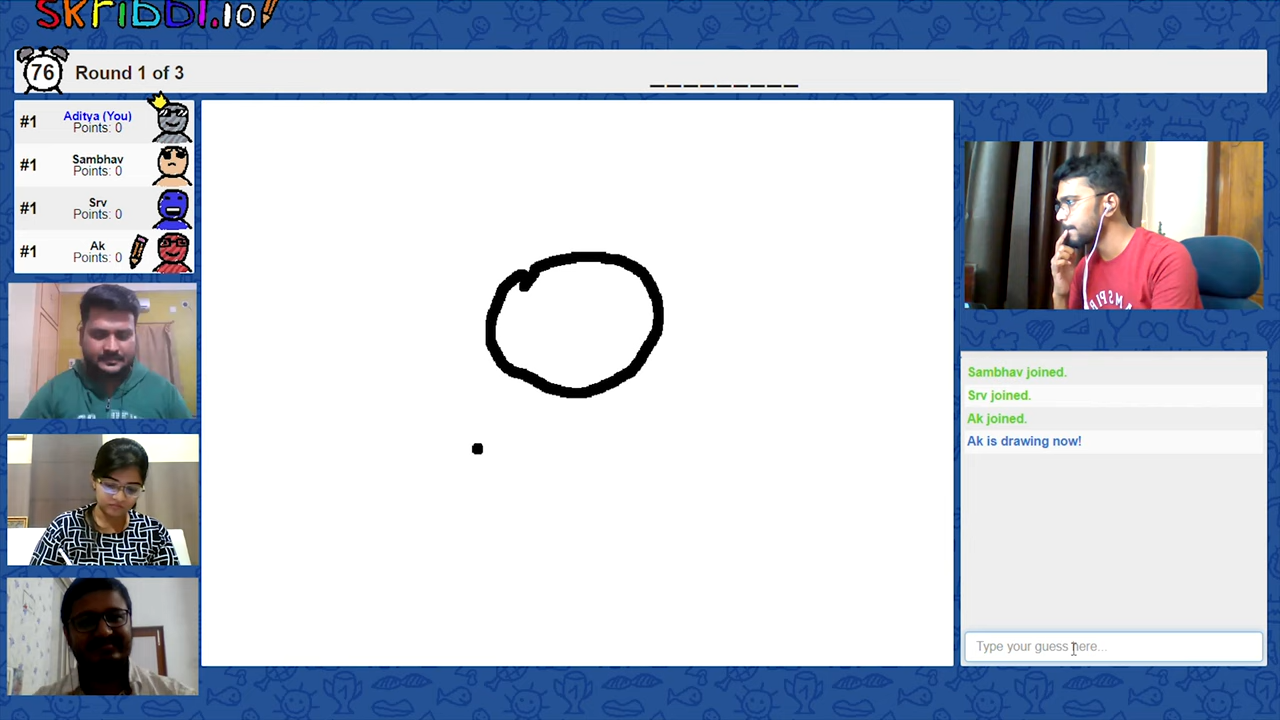 skribbl.io
76
Round 1 of 3
_________
#1 Aditya (You)
Points: 0
#1 Sambhav
Points: 0
#1 Srv
Points: 0
#1 Ak
Points: 0
Sambhav joined.
Srv joined.
Ak joined.
Ak is drawing now!
Type your guess here...